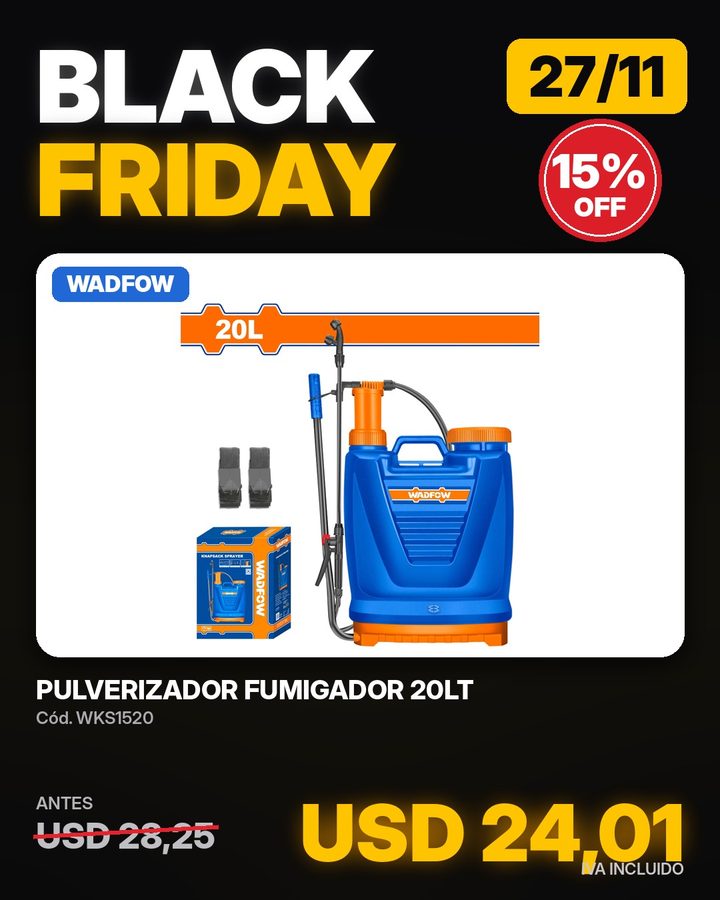 BLACK
FRIDAY
27/11
15%
OFF
WADFOW
20L
WADFOW
KNAPSACK SPRAYER
WADFOW
PULVERIZADOR FUMIGADOR 20LT
Cód. WKS1520
ANTES
USD 28,25
USD 24,01
IVA INCLUIDO